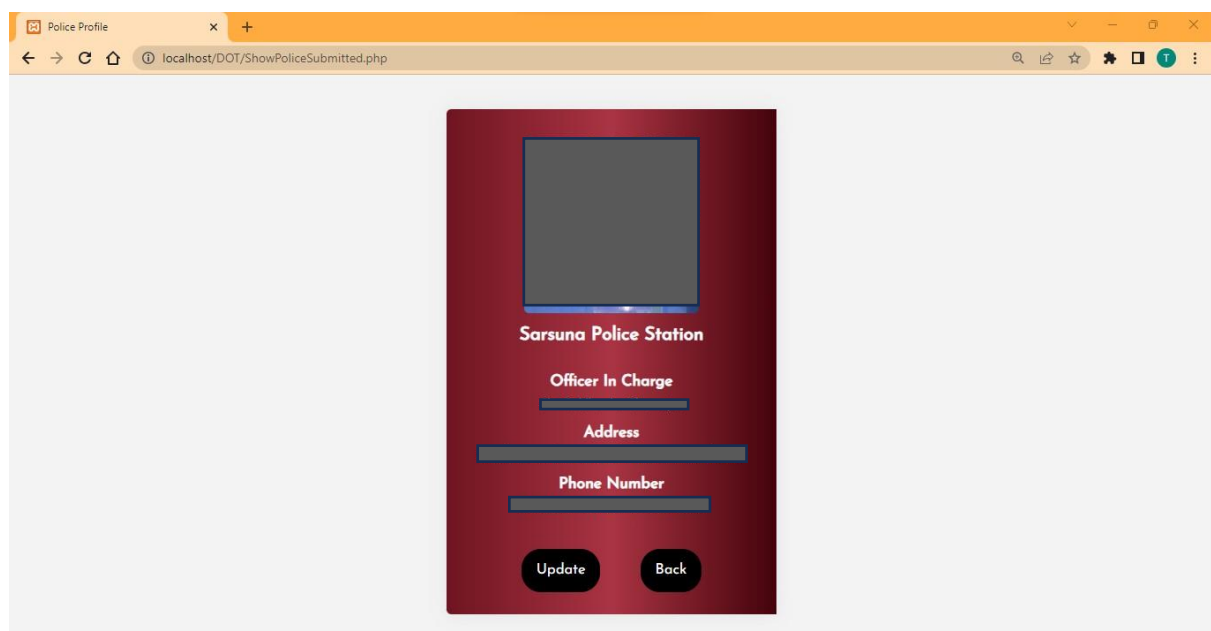 Police Profile
localhost/DOT/ShowPoliceSubmitted.php
T
Sarsuna Police Station
Officer In Charge
Address
Phone Number
Update
Back